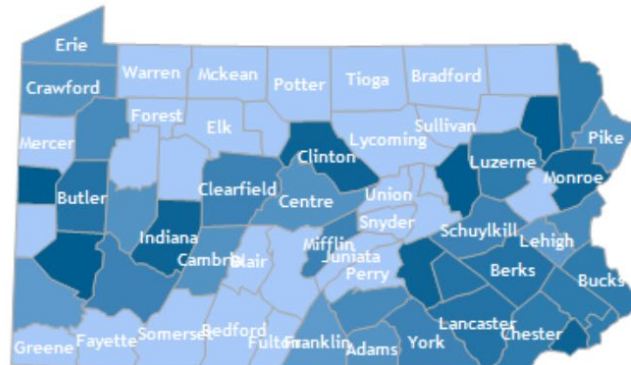 Erie
Warren
Mckean
Potter
Tioga
Bradford
Crawford
Forest
Elk
Lycoming
Sullivan
Pike
Mercer
Clinton
Luzerne
Monroe
Butler
Clearfield
Centre
Union
Snyder
Indiana
Cambria
Blair
Mifflin
Juniata
Perry
Schuylkill
Lehigh
Berks
Bucks
Greene
Fayette
Somerset
Bedford
Fulton
Franklin
Adams
York
Lancaster
Chester